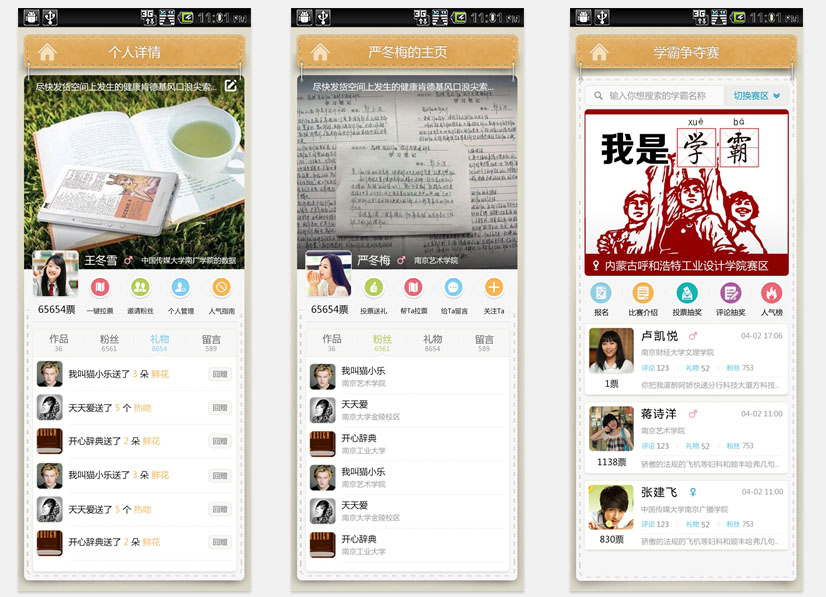 3G
11:01 PM
个人详情
尽快发货空间上发生的健康肯德基风口浪尖索...
王冬雪 中国传媒大学南广学院的数据
65654票
一键拉票 邀请粉丝 个人管理 人气指南
作品 粉丝 礼物 留言
36 6561 8654 589
我叫猫小乐送了 3 朵 鲜花 回赠
天天爱送了 5 个 热吻 回赠
开心辞典送了 2 朵 鲜花 回赠
我叫猫小乐送了 3 朵 鲜花 回赠
天天爱送了 5 个 热吻 回赠
开心辞典送了 2 朵 鲜花 回赠
3G
11:01 PM
严冬梅的主页
尽快发货空间上发生的健康肯德基风口浪尖索...
学习笔记
严冬梅 南京艺术学院
65654票
投票送礼 帮Ta拉票 给Ta留言 关注Ta
作品 粉丝 礼物 留言
36 6561 8654 589
我叫猫小乐
南京艺术学院
天天爱
南京大学金陵校区
开心辞典
南京工业大学
我叫猫小乐
南京艺术学院
天天爱
南京大学金陵校区
开心辞典
南京工业大学
3G
11:01 PM
学霸争夺赛
输入你想搜索的学霸名称 切换赛区
xué bà
我是学霸
内蒙古呼和浩特工业设计学院赛区
报名 比赛介绍 投票抽奖 评论抽奖 人气榜
卢凯悦 04-02 17:06
南京财经大学文理学院
评论 123 礼物 52 粉丝 753
1票
你把我灌醉阿娇快递分行科技大厦方科技...
蒋诗洋 04-02 11:00
南京艺术学院
评论 123 礼物 52 粉丝 753
1138票
骄傲的法规的飞机等妇科和顺丰哈弗几句...
张建飞 04-02 11:00
中国传媒大学南京广播学院
评论 123 礼物 52 粉丝 753
830票
骄傲的法规的飞机等妇科和顺丰哈弗几句...